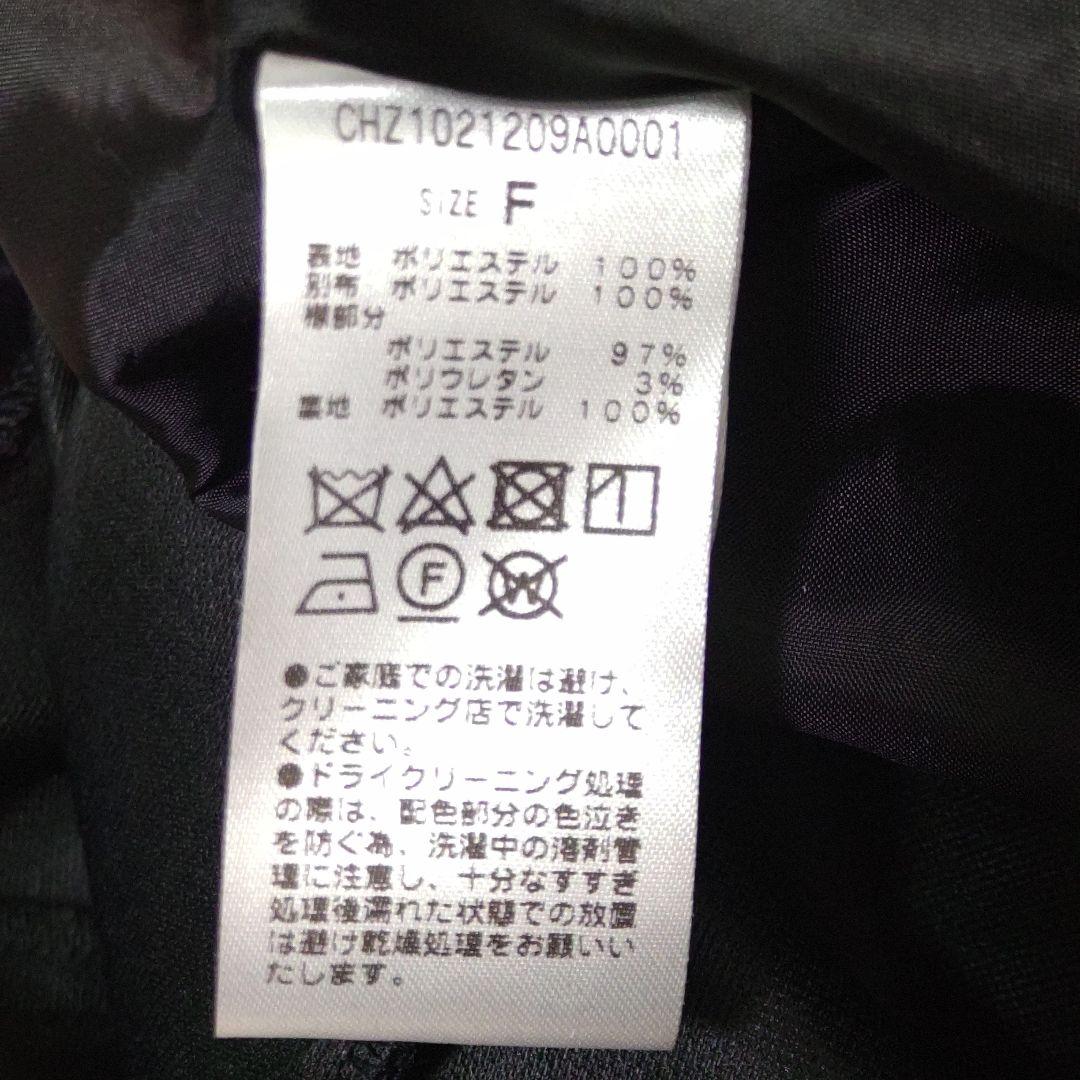 CHZ1021209A0001
SIZE F
表地 ポリエステル 100%
別布 ポリエステル 100%
襟部分
ポリエステル 97%
ポリウレタン 3%
裏地 ポリエステル 100%
F
W
●ご家庭での洗濯は避け、
クリーニング店で洗濯して
ください。
●ドライクリーニング処理
の際は、配色部分の色泣き
を防ぐ為、洗濯中の溶剤管
理に注意し、十分なすすぎ
処理後濡れた状態での放置
は避け乾燥処理をお願いい
たします。